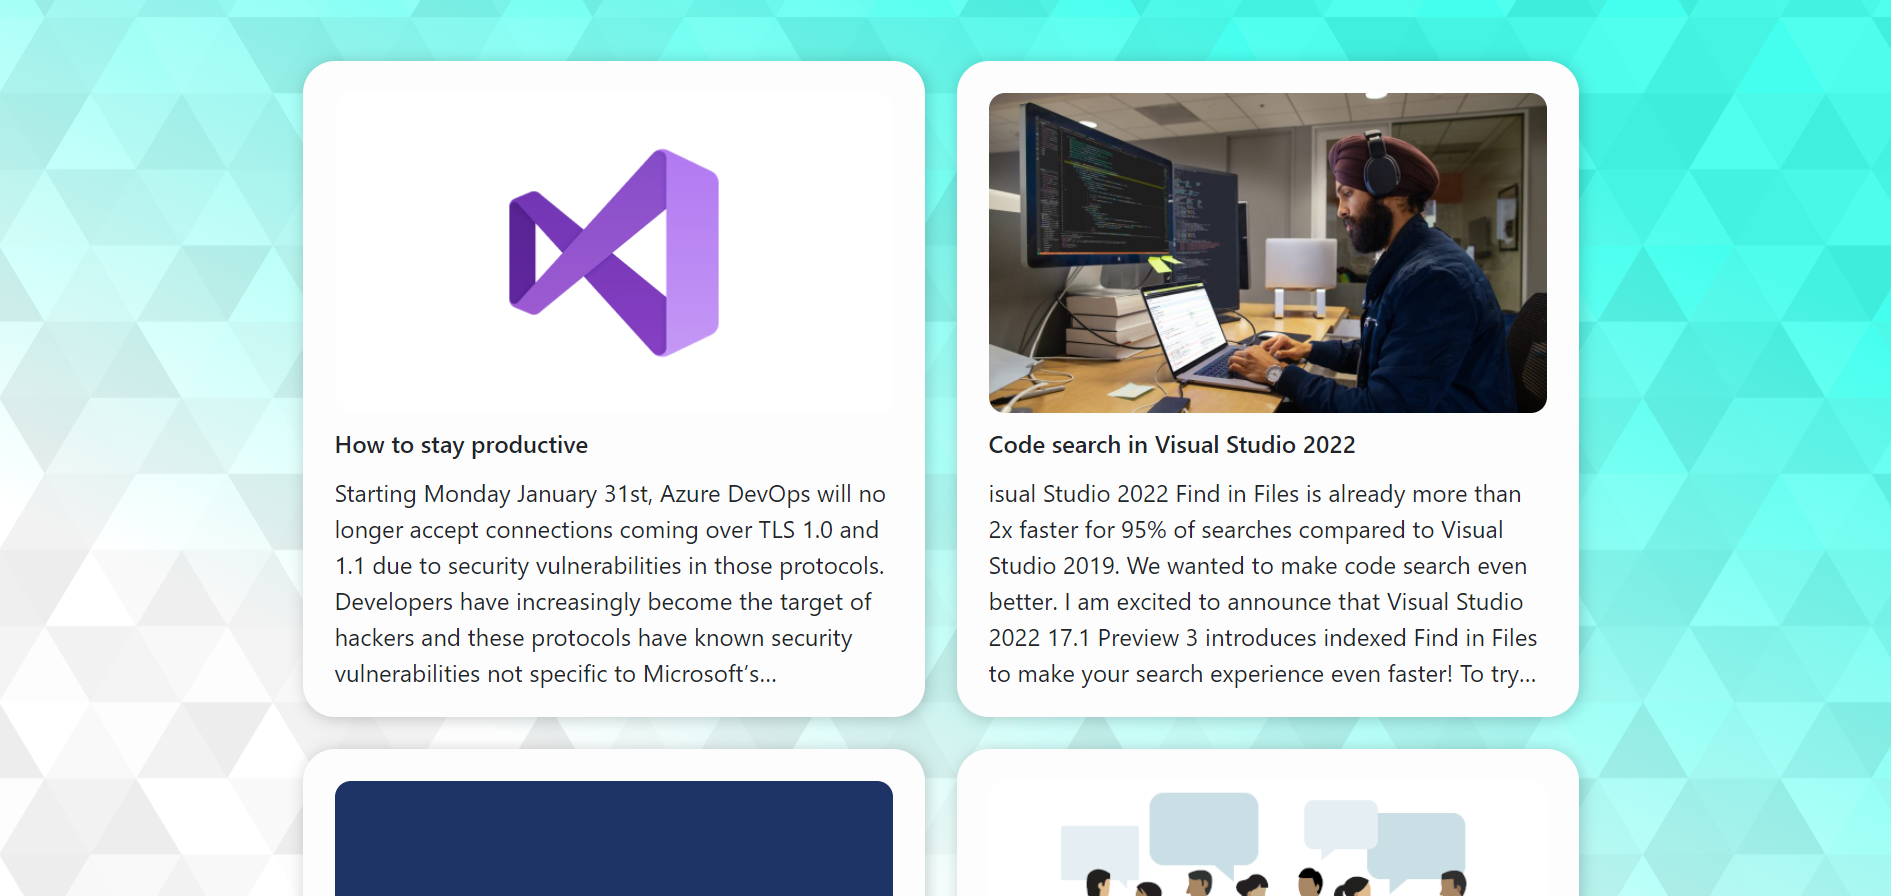 How to stay productive
Starting Monday January 31st, Azure DevOps will no
longer accept connections coming over TLS 1.0 and
1.1 due to security vulnerabilities in those protocols.
Developers have increasingly become the target of
hackers and these protocols have known security
vulnerabilities not specific to Microsoft’s...
Code search in Visual Studio 2022
isual Studio 2022 Find in Files is already more than
2x faster for 95% of searches compared to Visual
Studio 2019. We wanted to make code search even
better. I am excited to announce that Visual Studio
2022 17.1 Preview 3 introduces indexed Find in Files
to make your search experience even faster! To try...